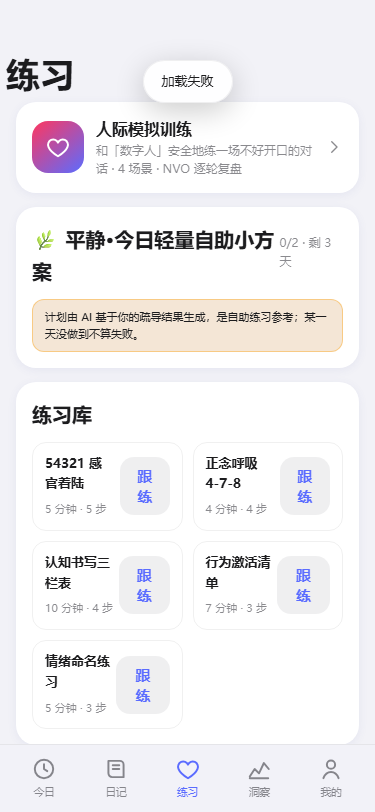 练习
加载失败
人际模拟训练
和「数字人」安全地练一场不好开口的对
话 · 4 场景 · NVO 逐轮复盘
🌿 平静·今日轻量自助小方
案
0/2 · 剩 3
天
计划由 AI 基于你的疏导结果生成，是自助练习参考；某一
天没做到不算失败。
练习库
54321 感
官着陆
5 分钟 · 5 步
跟
练
正念呼吸
4-7-8
4 分钟 · 4 步
跟
练
认知书写三
栏表
10 分钟 · 4 步
跟
练
行为激活清
单
7 分钟 · 3 步
跟
练
情绪命名练
习
5 分钟 · 3 步
跟
练
今日
日记
练习
洞察
我的